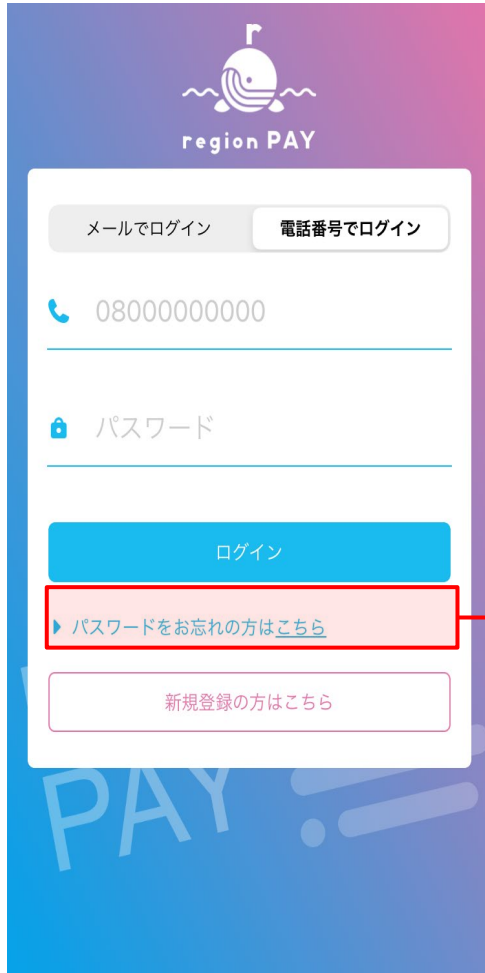 r
region PAY
メールでログイン
電話番号でログイン
08000000000
パスワード
ログイン
パスワードをお忘れの方はこちら
新規登録の方はこちら
PAY